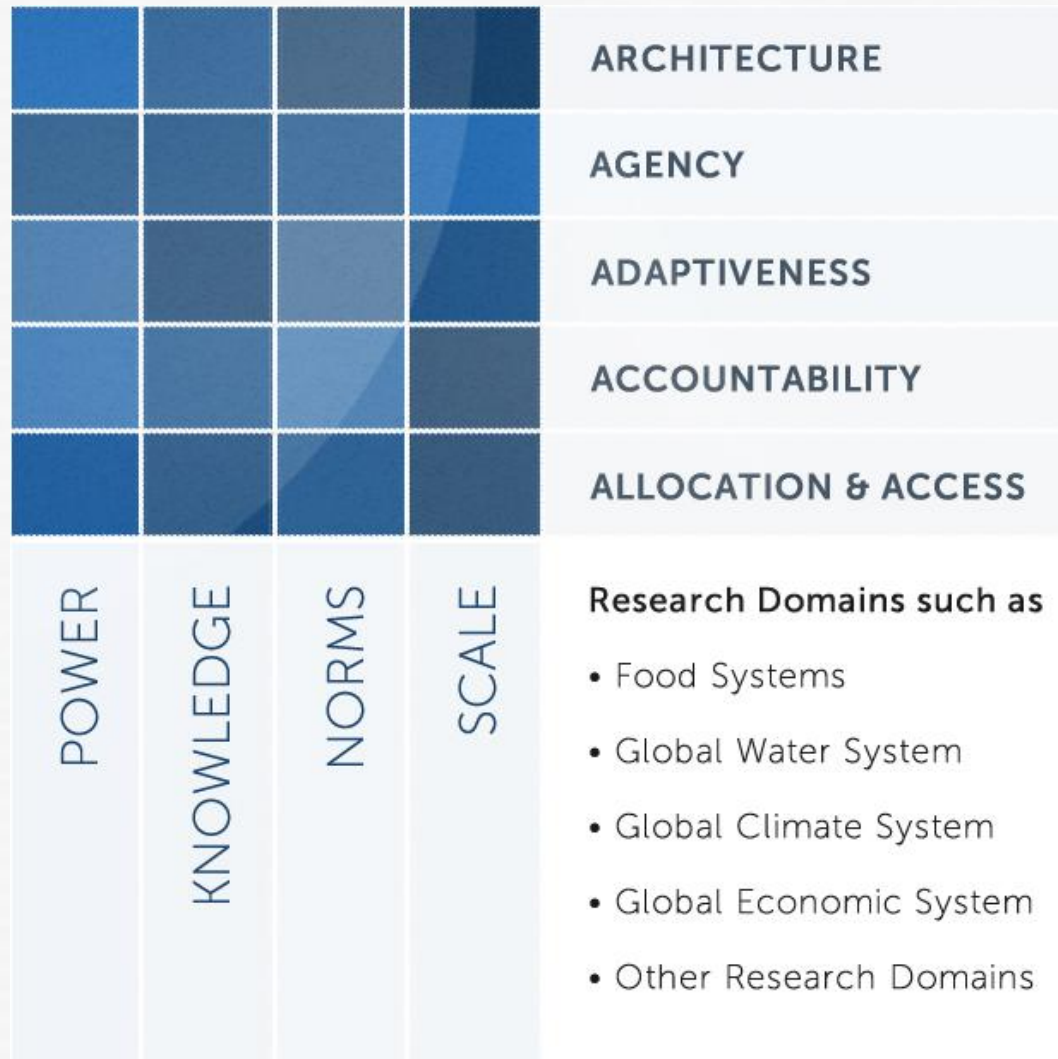 ARCHITECTURE
AGENCY
ADAPTIVENESS
ACCOUNTABILITY
ALLOCATION & ACCESS
POWER
KNOWLEDGE
NORMS
SCALE
Research Domains such as
• Food Systems
• Global Water System
• Global Climate System
• Global Economic System
• Other Research Domains